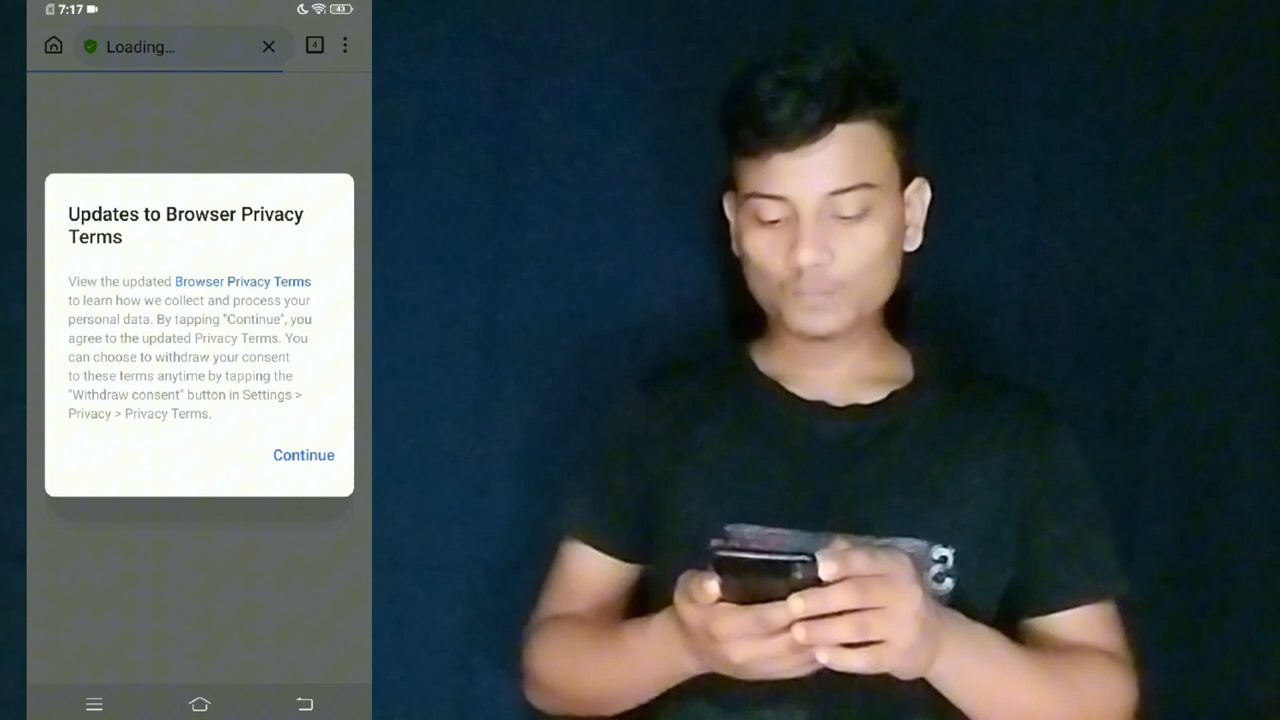 7:17
43
Loading...
4
Updates to Browser Privacy
Terms
View the updated Browser Privacy Terms
to learn how we collect and process your
personal data. By tapping "Continue", you
agree to the updated Privacy Terms. You
can choose to withdraw your consent
to these terms anytime by tapping the
"Withdraw consent" button in Settings >
Privacy > Privacy Terms.
Continue